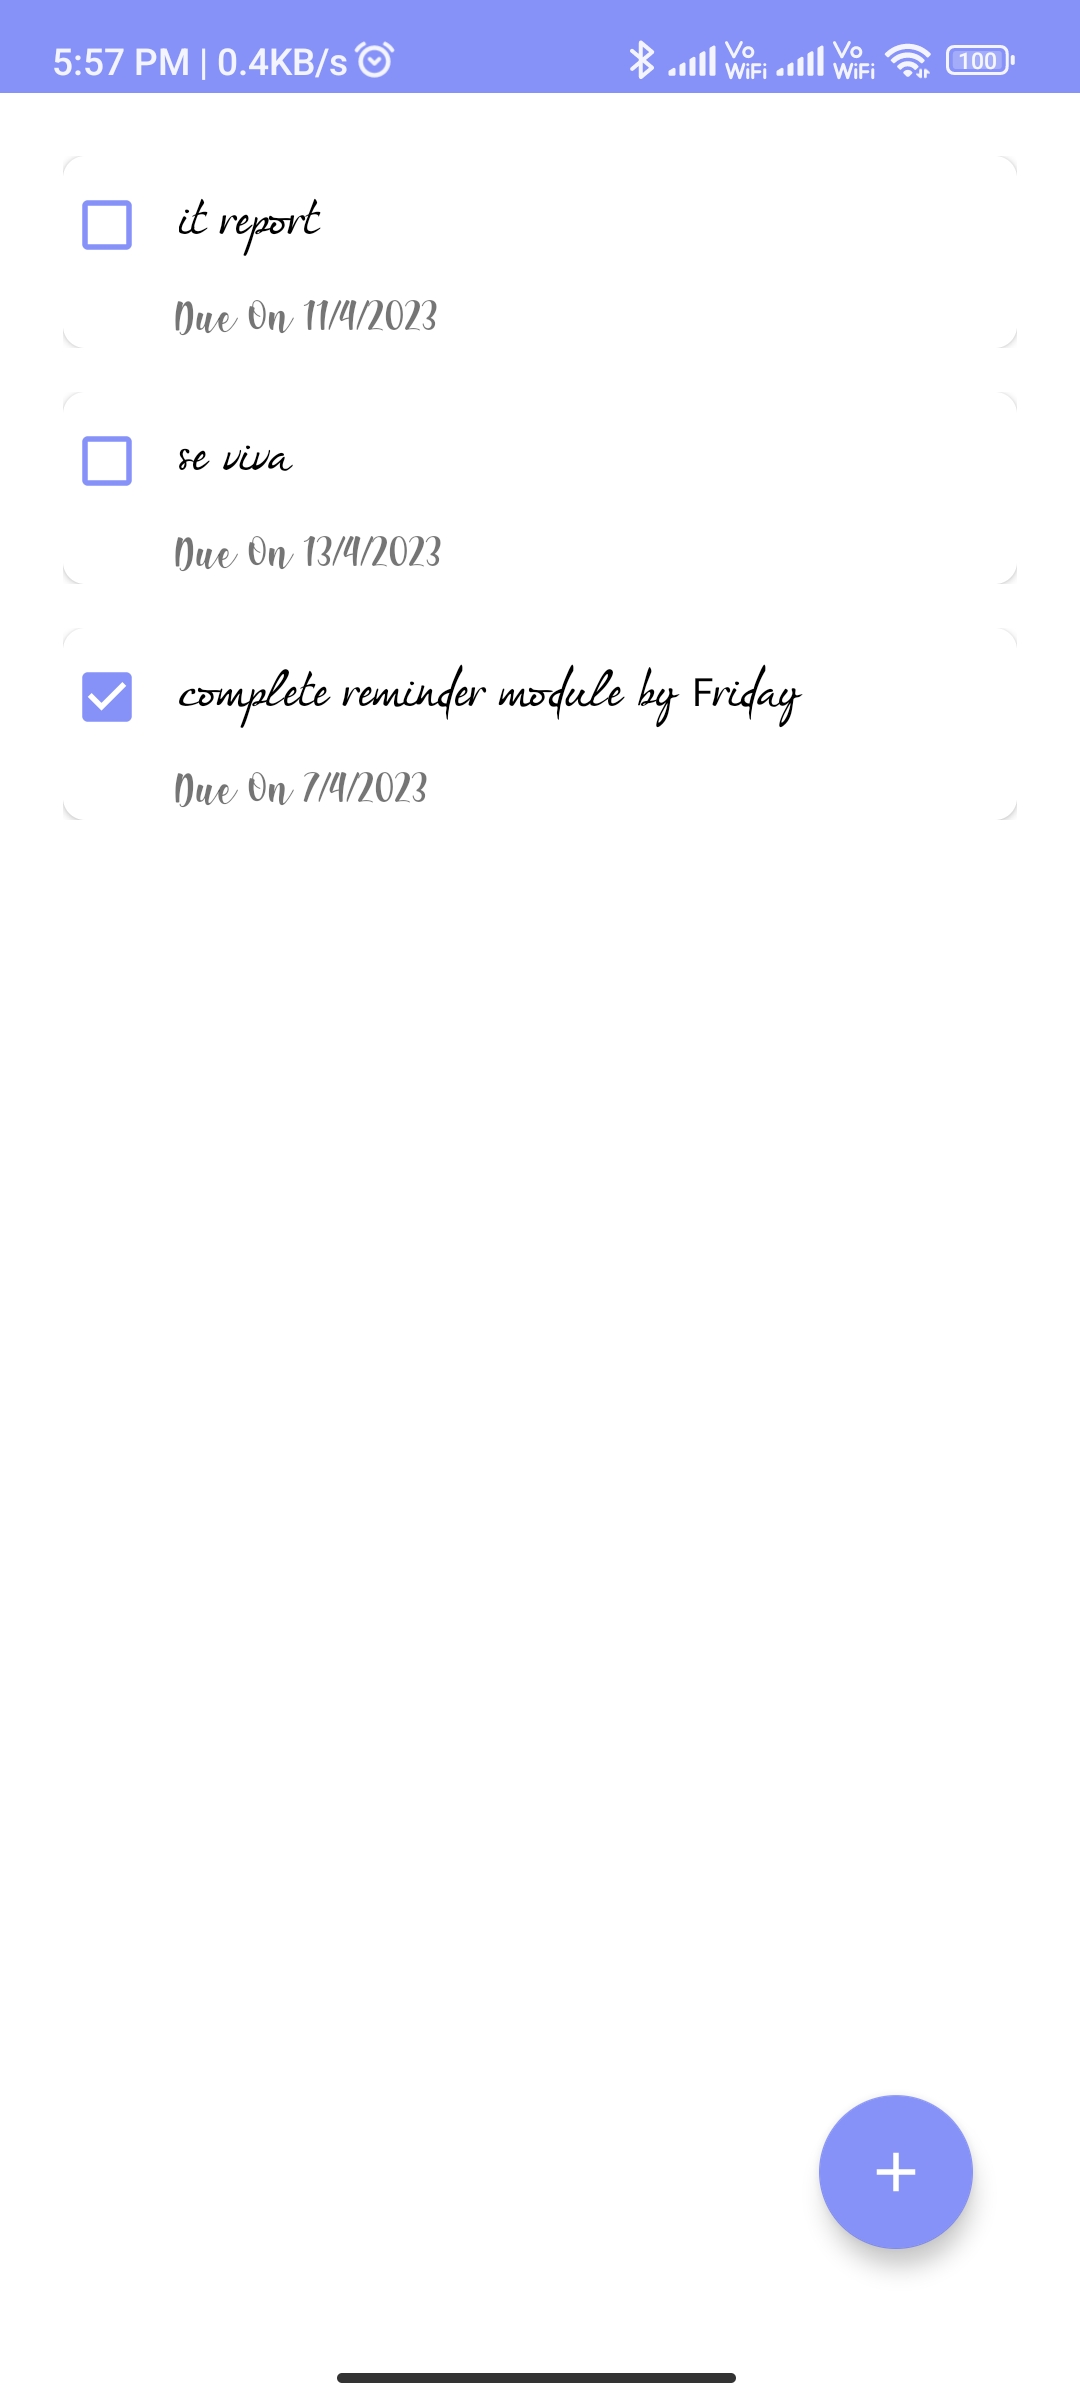 5:57 PM | 0.4KB/s Vo WiFi Vo WiFi 100
it report
Due On 11/4/2023
se viva
Due On 13/4/2023
complete reminder module by Friday
Due On 7/4/2023